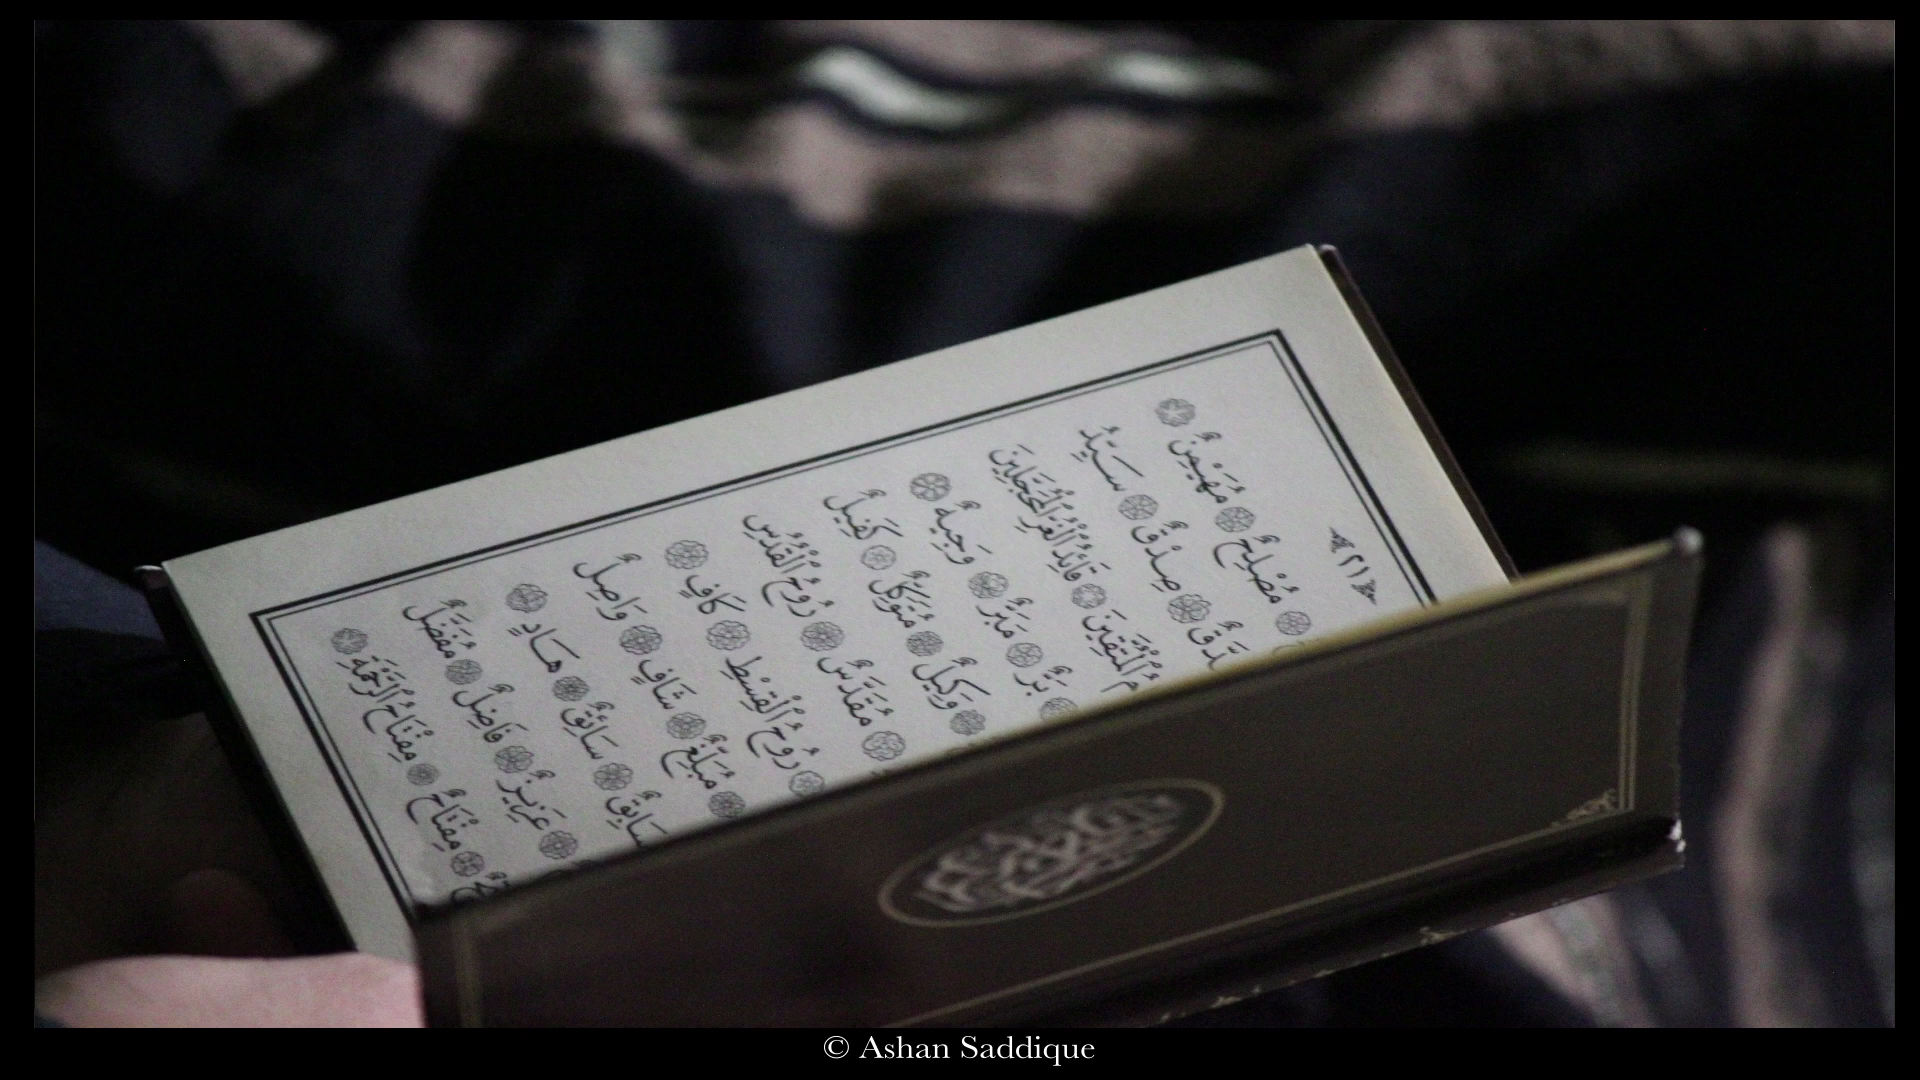 ٢١
مُصْلِحٌ مُهَيْمِنٌ
صِدْقٌ سَيِّدُ
الْمُتَّقِينَ قَائِدُ الْغُرِّ الْمُحَجَّلِينَ
بَرٌّ مَبَرٌّ وَجِيهٌ
وَكِيلٌ مُتَوَكِّلٌ كَفِيلٌ
مُقَدَّسٌ رُوحُ الْقُدُسِ
رُوحُ الْقِسْطِ كَافٍ
مُبَلِّغٌ شَافٍ وَاصِلٌ
سَابِقٌ سَائِقٌ هَادٍ
عَزِيزٌ فَاضِلٌ مُفَضَّلٌ
مِفْتَاحٌ مِفْتَاحُ الرَّحْمَةِ
© Ashan Saddique